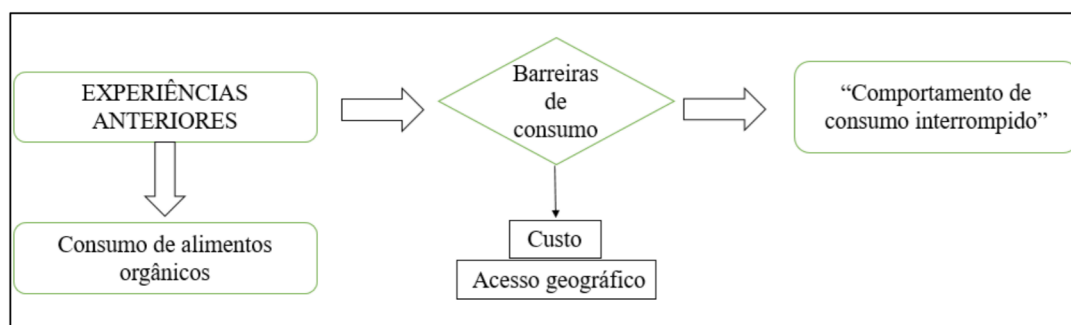 EXPERIÊNCIAS
ANTERIORES
Consumo de alimentos
orgânicos
Barreiras
de
consumo
Custo
Acesso geográfico
“Comportamento de
consumo interrompido”